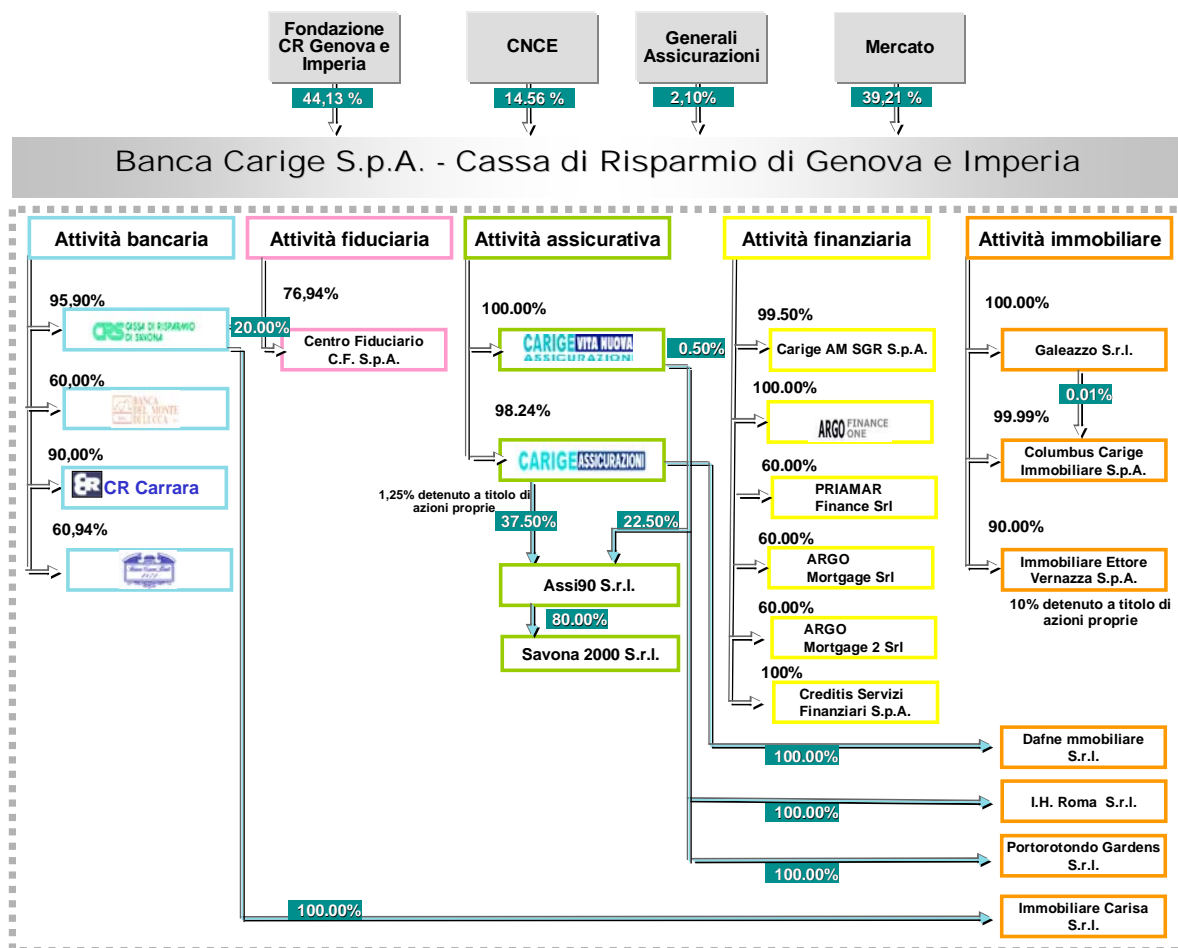 Fondazione
CR Genova e
Imperia
CNCE
Generali
Assicurazioni
Mercato
44,13 %
14.56 %
2,10%
39,21 %
Banca Carige S.p.A. - Cassa di Risparmio di Genova e Imperia
Attività bancaria
Attività fiduciaria
Attività assicurativa
Attività finanziaria
Attività immobiliare
95,90%
CRS CASSA DI RISPARMIO
DI SAVONA
20.00%
60,00%
BANCA
DEL MONTE
DI LUCCA
90,00%
CR Carrara
60,94%
76,94%
Centro Fiduciario
C.F. S.p.A.
100.00%
CARIGE VITA NUOVA
ASSICURAZIONI
0.50%
98.24%
CARIGE ASSICURAZIONI
1,25% detenuto a titolo di
azioni proprie
37.50%
22.50%
Assi90 S.r.l.
80.00%
Savona 2000 S.r.l.
99.50%
Carige AM SGR S.p.A.
100.00%
ARGO FINANCE
ONE
60.00%
PRIAMAR
Finance Srl
60.00%
ARGO
Mortgage Srl
60.00%
ARGO
Mortgage 2 Srl
100%
Creditis Servizi
Finanziari S.p.A.
100.00%
Galeazzo S.r.l.
0.01%
99.99%
Columbus Carige
Immobiliare S.p.A.
90.00%
Immobiliare Ettore
Vernazza S.p.A.
10% detenuto a titolo di
azioni proprie
100.00%
Dafne mmobiliare
S.r.l.
100.00%
I.H. Roma S.r.l.
100.00%
Portorotondo Gardens
S.r.l.
100.00%
Immobiliare Carisa
S.r.l.